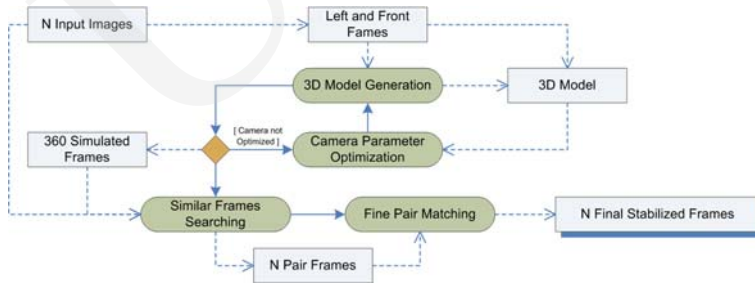 N Input Images
Left and Front
Fames
3D Model Generation
3D Model
[ Camera not
Optimized ]
360 Simulated
Frames
Camera Parameter
Optimization
Similar Frames
Searching
Fine Pair Matching
N Final Stabilized Frames
N Pair Frames